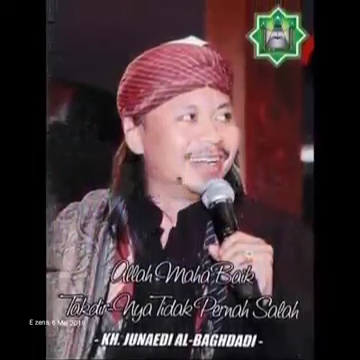 Allah Maha Baik
Takdir-Nya Tidak Pernah Salah
- KH. JUNAEDI AL-BAGHDADI -